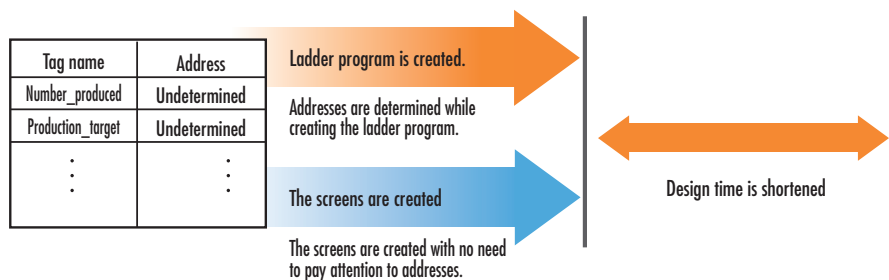 Tag name Address
Number_produced Undetermined
Production_target Undetermined
Ladder program is created.
Addresses are determined while
creating the ladder program.
The screens are created
The screens are created with no need
to pay attention to addresses.
Design time is shortened